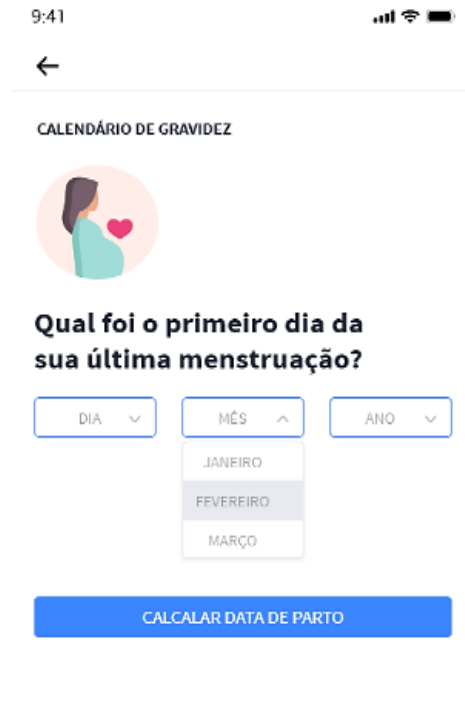 9:41
CALENDÁRIO DE GRAVIDEZ
Qual foi o primeiro dia da
sua última menstruação?
DIA MÊS ANO
JANEIRO
FEVEREIRO
MARÇO
CALCALAR DATA DE PARTO